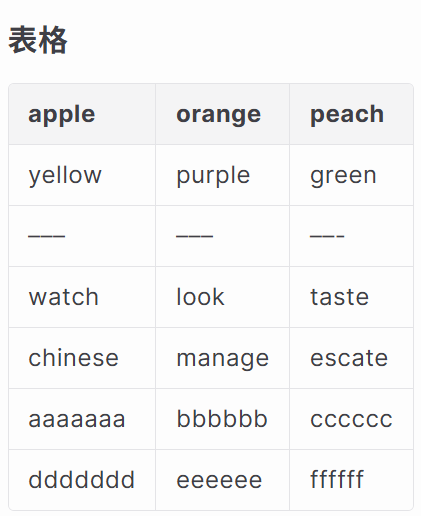 表格
apple orange peach
yellow purple green
——— ——— ——-
watch look taste
chinese manage escate
aaaaaaa bbbbbb cccccc
ddddddd eeeeee ffffff